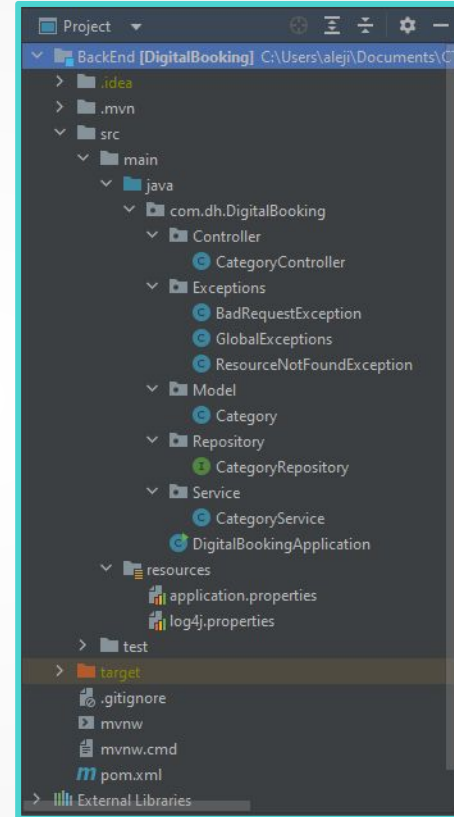 Project
BackEnd [DigitalBooking] C:\Users\aleji\Documents\C
.idea
.mvn
src
main
java
com.dh.DigitalBooking
Controller
CategoryController
Exceptions
BadRequestException
GlobalExceptions
ResourceNotFoundException
Model
Category
Repository
CategoryRepository
Service
CategoryService
DigitalBookingApplication
resources
application.properties
log4j.properties
test
target
.gitignore
mvnw
mvnw.cmd
pom.xml
External Libraries